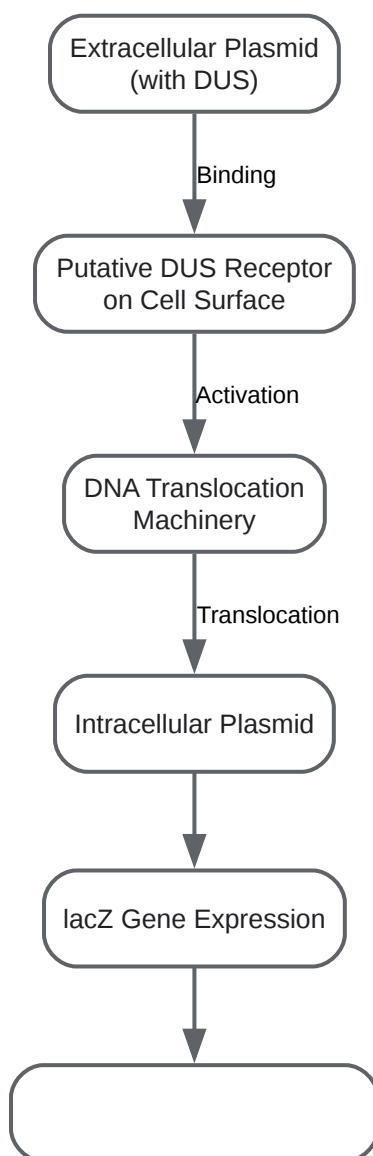 Extracellular Plasmid
(with DUS)
Binding
Putative DUS Receptor
on Cell Surface
Activation
DNA Translocation
Machinery
Translocation
Intracellular Plasmid
lacZ Gene Expression